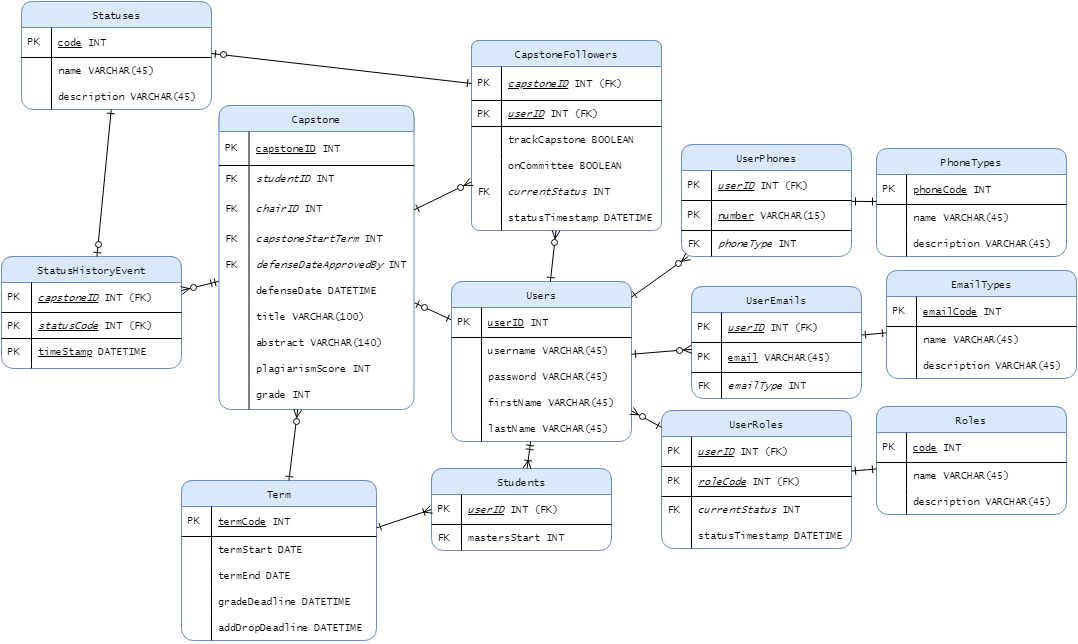 Statuses
PK code INT
name VARCHAR(45)
description VARCHAR(45)
CapstoneFollowers
PK capstoneID INT (FK)
PK userID INT (FK)
trackCapstone BOOLEAN
onCommittee BOOLEAN
FK currentStatus INT
statusTimestamp DATETIME
Capstone
PK capstoneID INT
FK studentID INT
FK chairID INT
FK capstoneStartTerm INT
FK defenseDateApprovedBy INT
defenseDate DATETIME
title VARCHAR(100)
abstract VARCHAR(140)
plagiarismScore INT
grade INT
UserPhones
PK userID INT (FK)
PK number VARCHAR(15)
FK phoneType INT
PhoneTypes
PK phoneCode INT
name VARCHAR(45)
description VARCHAR(45)
StatusHistoryEvent
PK capstoneID INT (FK)
PK statusCode INT (FK)
PK timeStamp DATETIME
Users
PK userID INT
username VARCHAR(45)
password VARCHAR(45)
firstName VARCHAR(45)
lastName VARCHAR(45)
UserEmails
PK userID INT (FK)
PK email VARCHAR(45)
FK emailType INT
EmailTypes
PK emailCode INT
name VARCHAR(45)
description VARCHAR(45)
UserRoles
PK userID INT (FK)
PK roleCode INT (FK)
FK currentStatus INT
statusTimestamp DATETIME
Roles
PK code INT
name VARCHAR(45)
description VARCHAR(45)
Term
PK termCode INT
termStart DATE
termEnd DATE
gradeDeadline DATETIME
addDropDeadline DATETIME
Students
PK userID INT (FK)
FK mastersStart INT